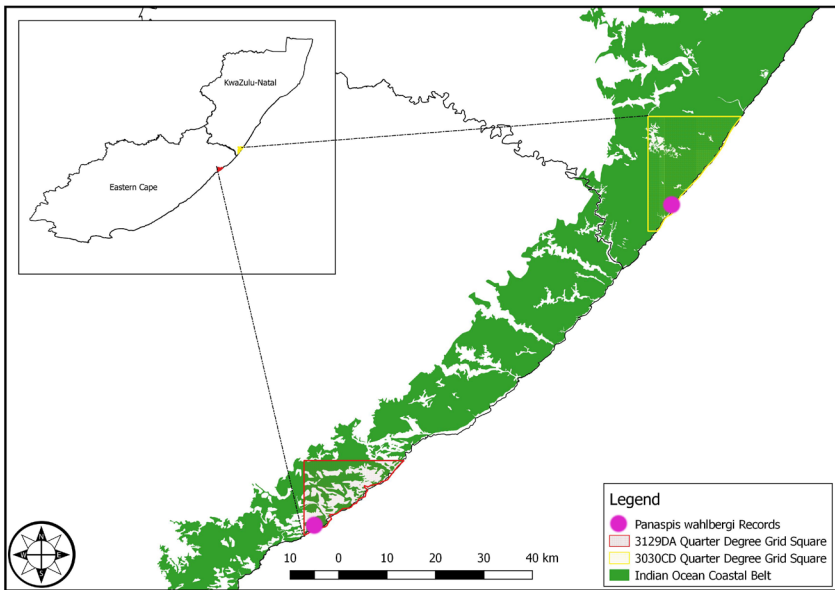 KwaZulu-Natal
Eastern Cape
N
W E
S
10 0 10 20 30 40 km
Legend
Panaspis wahlbergi Records
3129DA Quarter Degree Grid Square
3030CD Quarter Degree Grid Square
Indian Ocean Coastal Belt